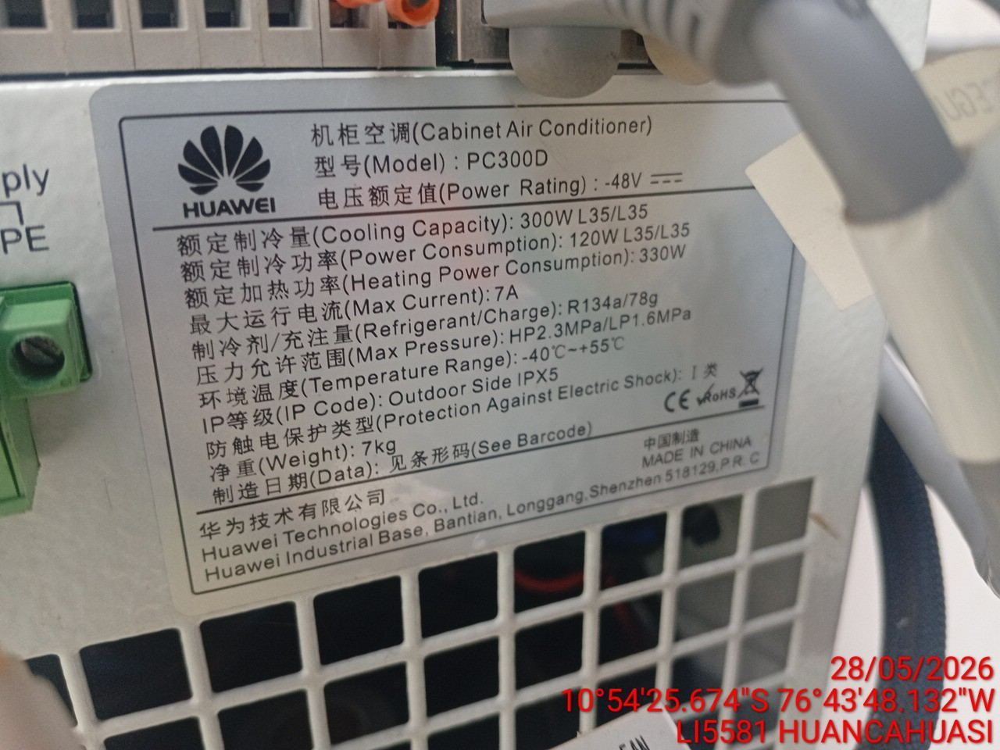 ply
PE
HUAWEI
机柜空调(Cabinet Air Conditioner)
型号(Model) : PC300D
电压额定值(Power Rating) : -48V
额定制冷量(Cooling Capacity): 300W L35/L35
额定制冷功率(Power Consumption): 120W L35/L35
额定加热功率(Heating Power Consumption): 330W
最大运行电流(Max Current): 7A
制冷剂/充注量(Refrigerant/Charge): R134a/78g
压力允许范围(Max Pressure): HP2.3MPa/LP1.6MPa
环境温度(Temperature Range): -40℃~+55℃
IP等级(IP Code): Outdoor Side IPX5
防触电保护类型(Protection Against Electric Shock): I 类
净重(Weight): 7kg
制造日期(Data): 见条形码(See Barcode)
CE RoHS
中国制造
MADE IN CHINA
华为技术有限公司
Huawei Technologies Co., Ltd.
Huawei Industrial Base, Bantian, Longgang,Shenzhen 518129,P.R.C
28/05/2026
10°54'25.674"S 76°43'48.132"W
LI5581 HUANCAHUASI